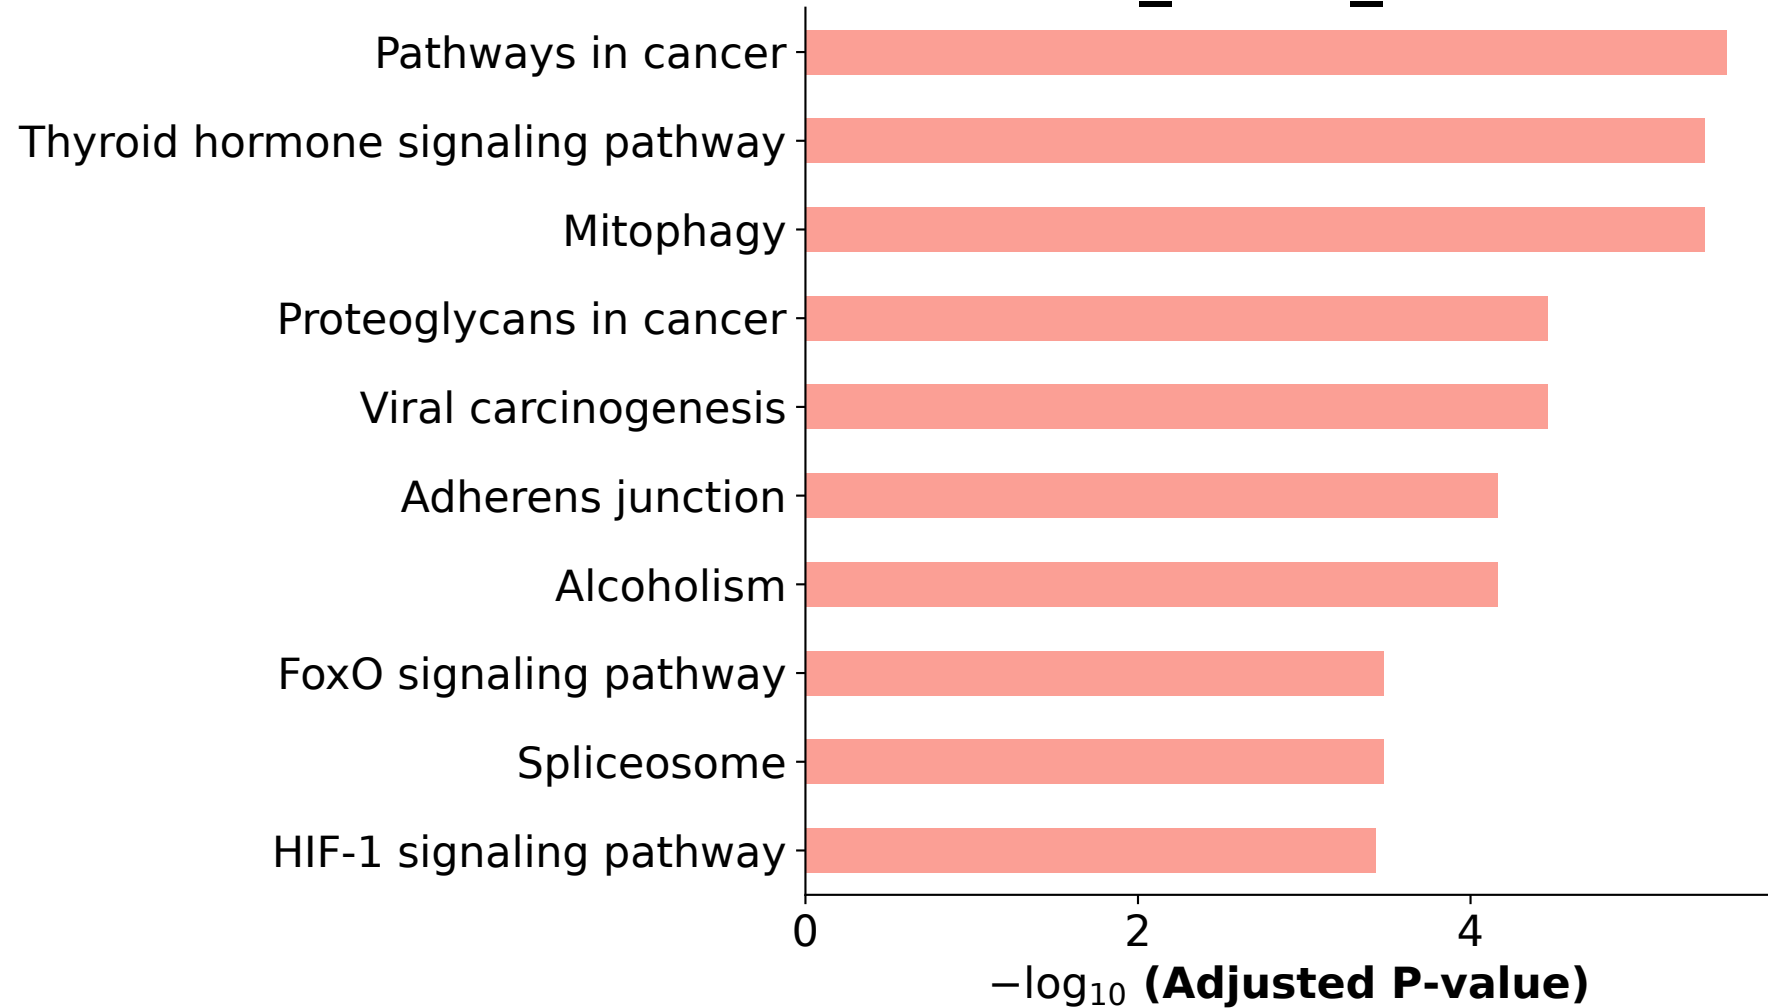 Pathways in cancer
Thyroid hormone signaling pathway
Mitophagy
Proteoglycans in cancer
Viral carcinogenesis
Adherens junction
Alcoholism
FoxO signaling pathway
Spliceosome
HIF-1 signaling pathway
0 2 4
−log₁₀ (Adjusted P-value)